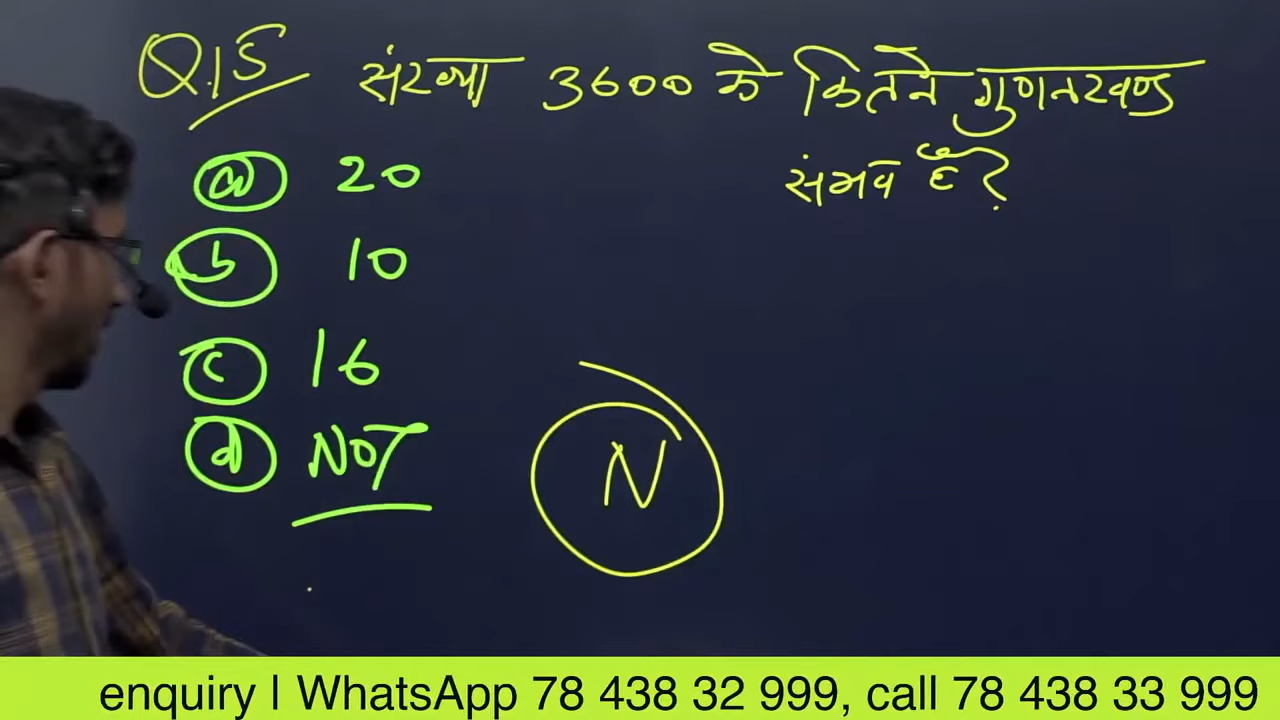 Q.15 संख्या 3600 के कितने गुणनखण्ड
संभव हैं?
(a) 20
(b) 10
(c) 16
(d) NOT
N
enquiry | WhatsApp 78 438 32 999, call 78 438 33 999